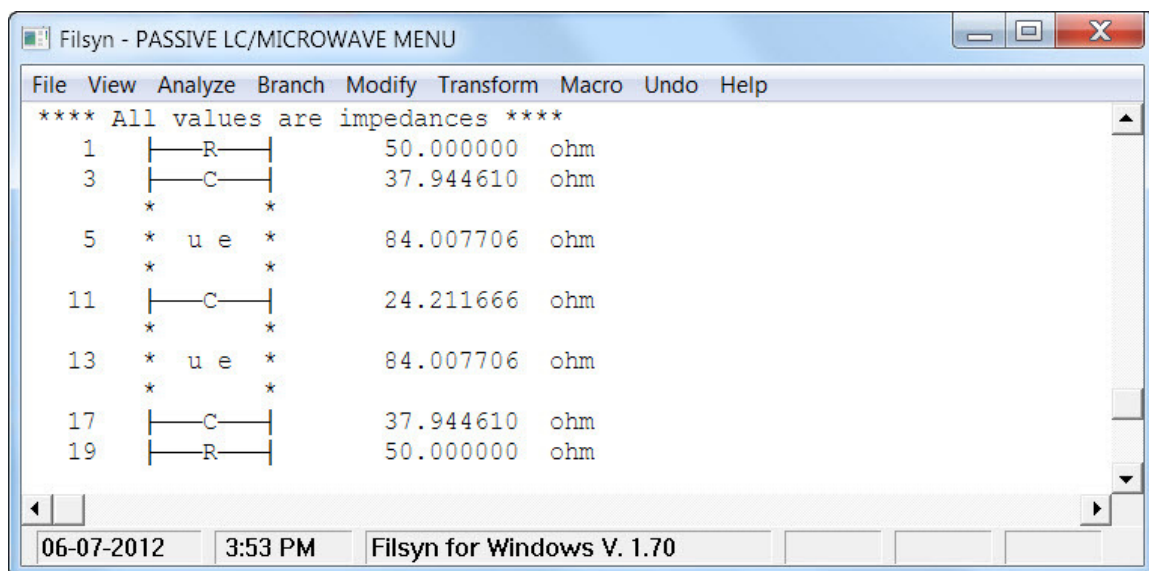 Filsyn - PASSIVE LC/MICROWAVE MENU
File View Analyze Branch Modify Transform Macro Undo Help
**** All values are impedances ****
1 ├──R──┤ 50.000000 ohm
3 ├──C──┤ 37.944610 ohm
* *
5 * u e * 84.007706 ohm
* *
11 ├──C──┤ 24.211666 ohm
* *
13 * u e * 84.007706 ohm
* *
17 ├──C──┤ 37.944610 ohm
19 ├──R──┤ 50.000000 ohm
06-07-2012 3:53 PM Filsyn for Windows V. 1.70